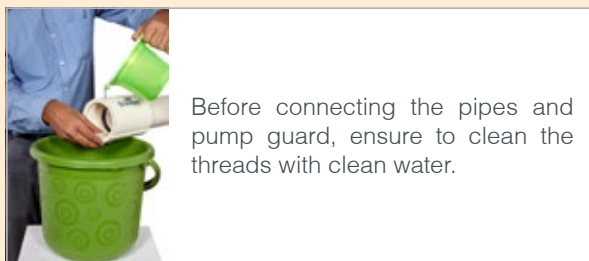 Before connecting the pipes and
pump guard, ensure to clean the
threads with clean water.